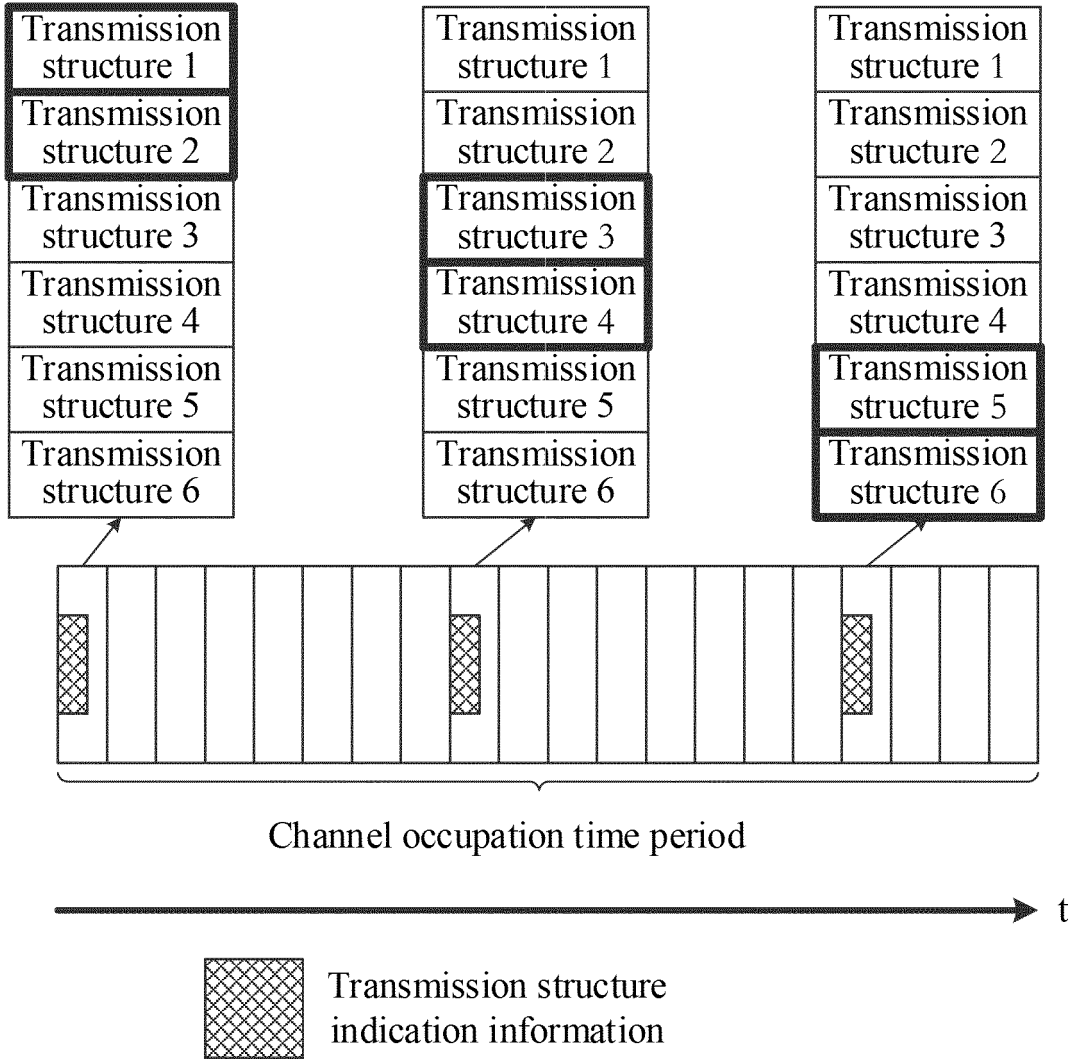 Transmission
structure 1
Transmission
structure 2
Transmission
structure 3
Transmission
structure 4
Transmission
structure 5
Transmission
structure 6
Transmission
structure 1
Transmission
structure 2
Transmission
structure 3
Transmission
structure 4
Transmission
structure 5
Transmission
structure 6
Transmission
structure 1
Transmission
structure 2
Transmission
structure 3
Transmission
structure 4
Transmission
structure 5
Transmission
structure 6
Channel occupation time period
t
Transmission structure
indication information